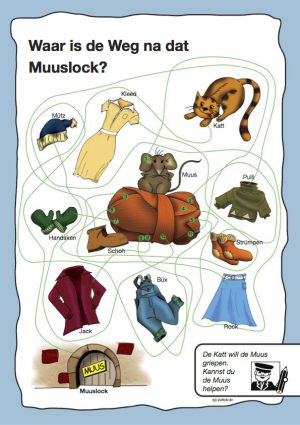 Waar is de Weg na dat
Muuslock?
Kleed
Mütz
Katt
Muus
Pulli
Handsken
Schoh
Strümpen
Büx
Jack
Rock
MUUS
Muuslock
De Katt will de Muus
griepen.
Kannst du
de Muus
helpen?